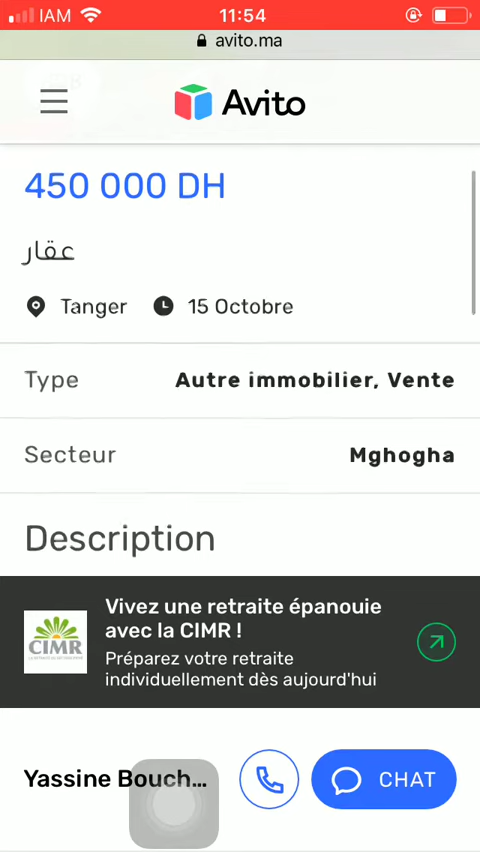 IAM 11:54
avito.ma
Avito
450 000 DH
عقار
Tanger 15 Octobre
Type Autre immobilier, Vente
Secteur Mghogha
Description
Vivez une retraite épanouie
avec la CIMR !
CIMR
Préparez votre retraite
individuellement dès aujourd'hui
Yassine Bouch... CHAT